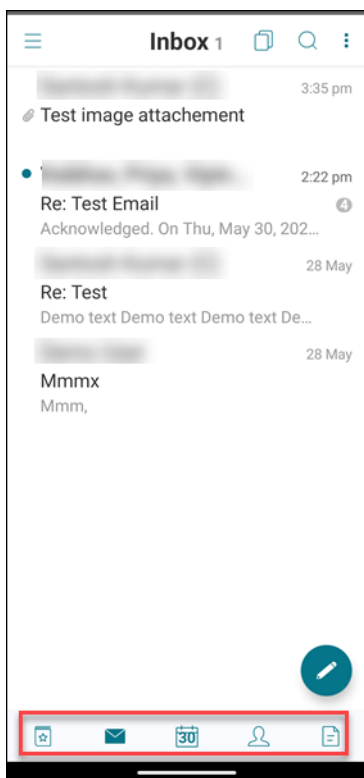 Inbox 1
3:35 pm
Test image attachement
2:22 pm
Re: Test Email
4
Acknowledged. On Thu, May 30, 202...
28 May
Re: Test
Demo text Demo text Demo text De...
28 May
Mmmx
Mmm,
30